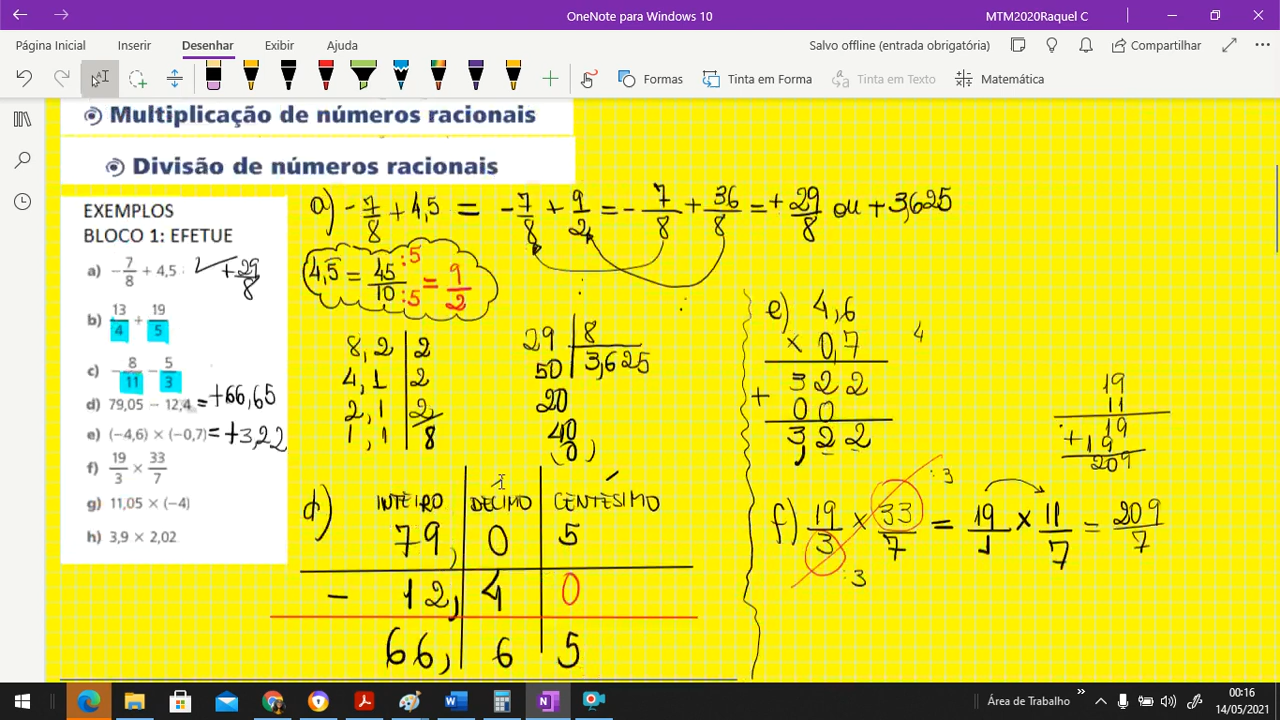 OneNote para Windows 10
MTM2020Raquel C
Página Inicial Inserir Desenhar Exibir Ajuda
Salvo offline (entrada obrigatória) Compartilhar
Formas Tinta em Forma Tinta em Texto Matemática
Multiplicação de números racionais
Divisão de números racionais
EXEMPLOS
BLOCO 1: EFETUE
a) -7/8 + 4,5 ✓ +29/8
b) 13/4 + 19/5
c) -8/11 - 5/3
d) 79,05 - 12,4 = +66,65
e) (-4,6) × (-0,7) = +3,22
f) 19/3 × 33/7
g) 11,05 × (-4)
h) 3,9 × 2,02
a) -7/8 + 4,5 = -7/8 + 9/2 = -7/8 + 36/8 = +29/8 ou +3,625
4,5 = 45/10 :5 :5 = 9/2
8, 2 | 2
4, 1 | 2
2, 1 | 2
1, 1 | 8
29 | 8
50 3,625
20
40
(0)
d) INTEIRO DECIMO CENTÉSIMO
79, 0 5
- 12, 4 0
66, 6 5
e) 4,6
× 0,7 4
3 2 2
+ 0 0
3, 2 2
19
11
19
+ 19
209
f) 19/3 × 33/7 = 19/1 × 11/7 = 209/7
:3
:3
Área de Trabalho
00:16
14/05/2021